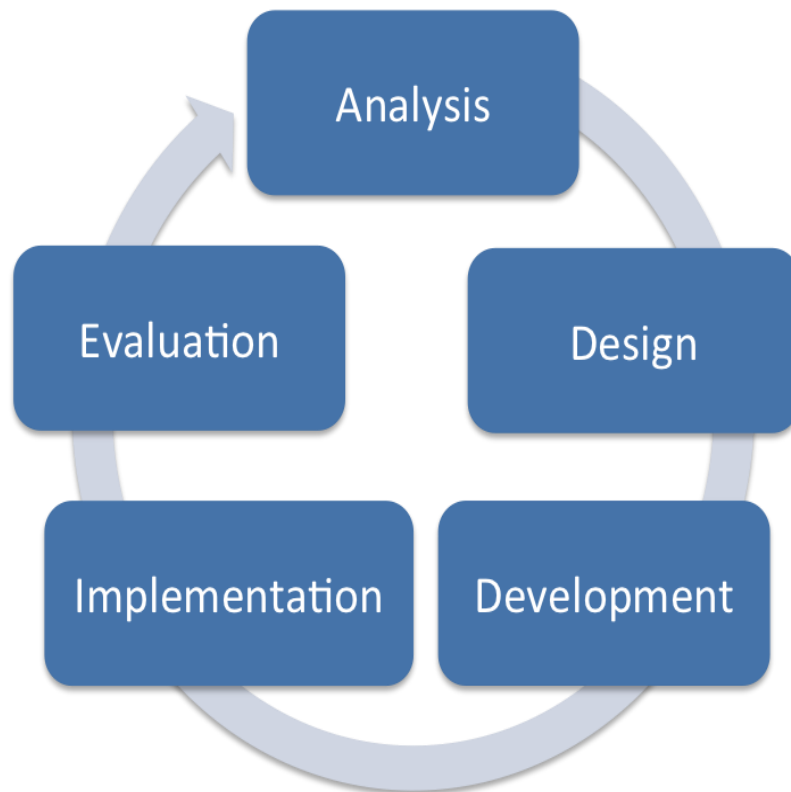 Analysis
Design
Development
Implementation
Evaluation